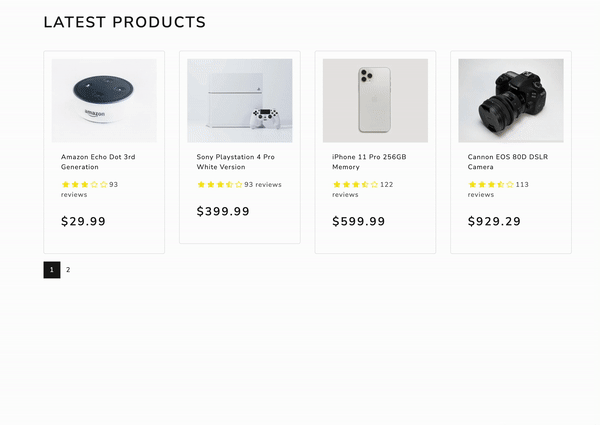 LATEST PRODUCTS
amazon
Amazon Echo Dot 3rd
Generation
93
reviews
$29.99
Sony Playstation 4 Pro
White Version
93 reviews
$399.99
iPhone 11 Pro 256GB
Memory
122
reviews
$599.99
Cannon EOS 80D DSLR
Camera
113
reviews
$929.29
1 2